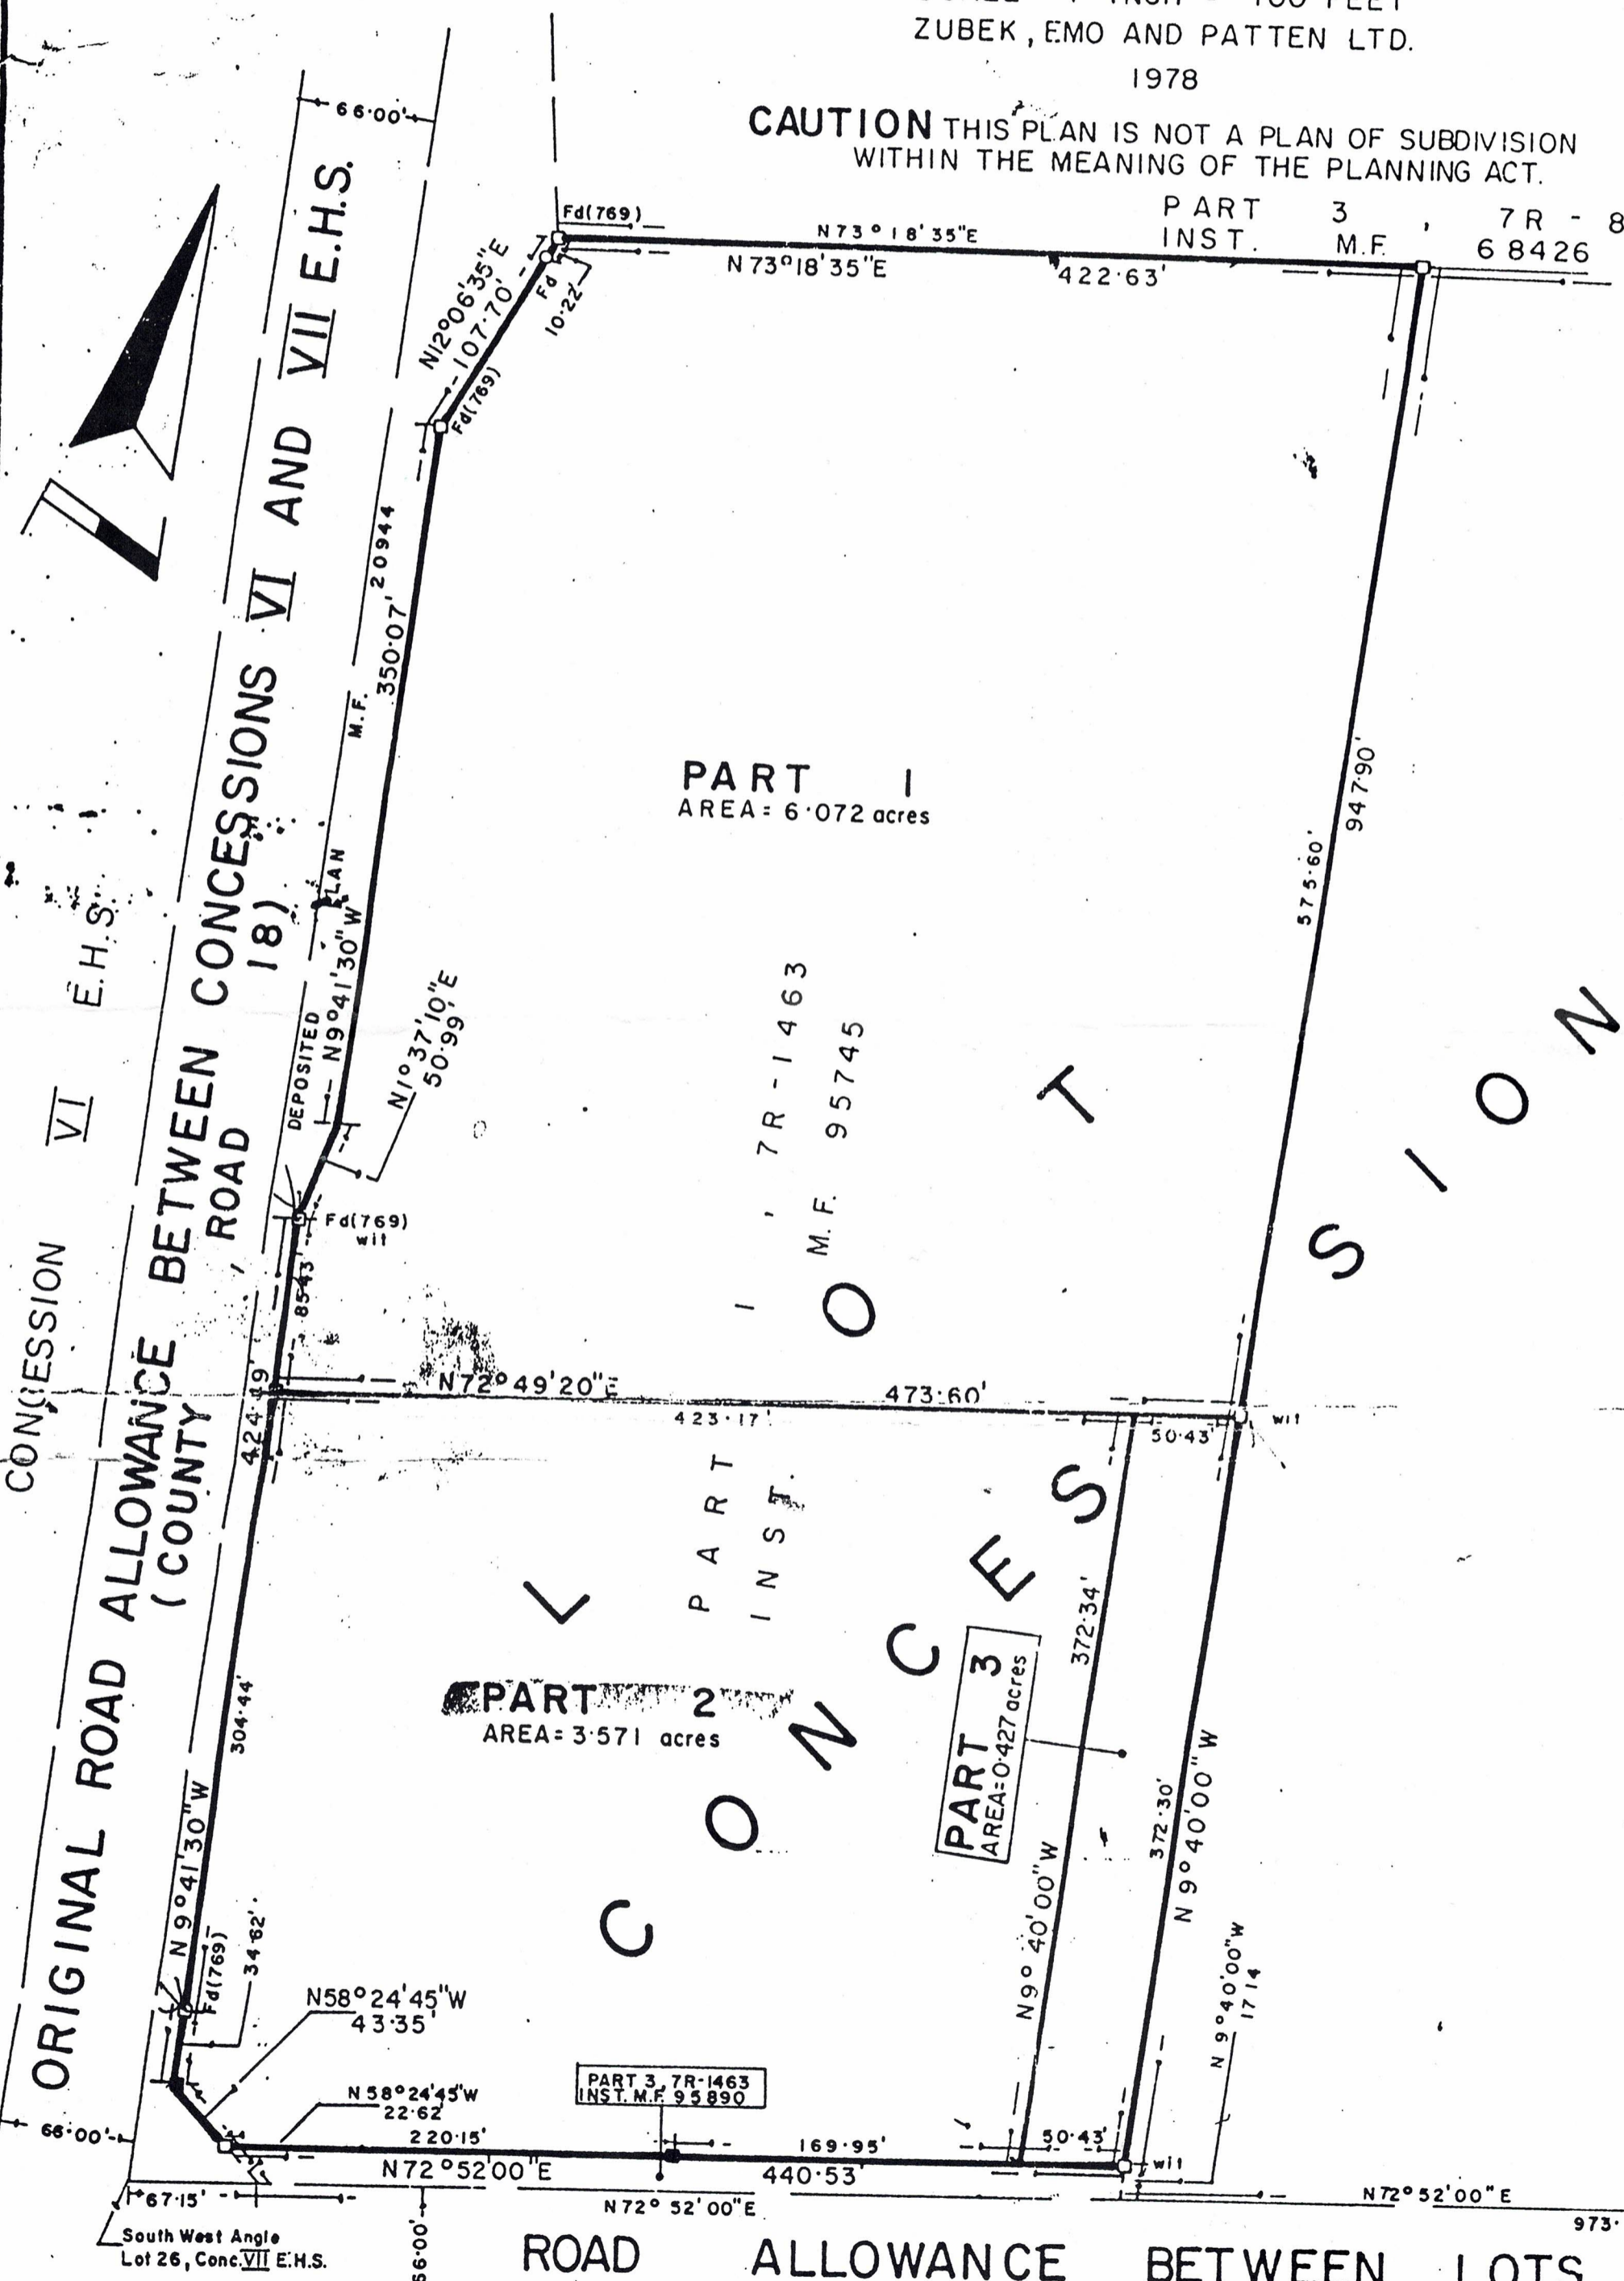 ZUBEK, EMO AND PATTEN LTD.
1978
CAUTION THIS PLAN IS NOT A PLAN OF SUBDIVISION
WITHIN THE MEANING OF THE PLANNING ACT.
PART 3, 7R - 8
INST. M.F. 68426
66·00'
Fd(769)
N73°18'35"E
N73°18'35"E 422·63'
N12°06'35"E
107·70'
Fd
10·22'
Fd(769)
ORIGINAL ROAD ALLOWANCE BETWEEN CONCESSIONS VI AND VII E.H.S.
(COUNTY ROAD 18)
CONCESSION VI E.H.S.
DEPOSITED PLAN M.F. 20944
350·07'
N9°41'30"W
N1°37'10"E
50·99'
PART 1
AREA= 6·072 acres
947·90'
575·60'
Fd(769)
wit
85·43'
424·49'
N72°49'20"E 473·60'
423·17'
50·43'
wit
PART 1, 7R-1463
INST. M.F. 95745
LOT
CONCESSION
304·44'
PART 2
AREA=3·571 acres
PART 3
AREA=0·427 acres
372·34'
N9°40'00"W
372·30'
N9°40'00"W
N9°40'00"W
17 14
N9°41'30"W
Fd(769)
34·62'
N58°24'45"W
43·35'
N58°24'45"W
22·62'
PART 3, 7R-1463
INST. M.F. 95890
220·15'
169·95'
50·43'
wit
66·00'
N72°52'00"E 440·53'
67·15'
N72°52'00"E
N72°52'00"E
973·
South West Angle
Lot 26, Conc. VII E.H.S.
66·00'
ROAD ALLOWANCE BETWEEN LOTS